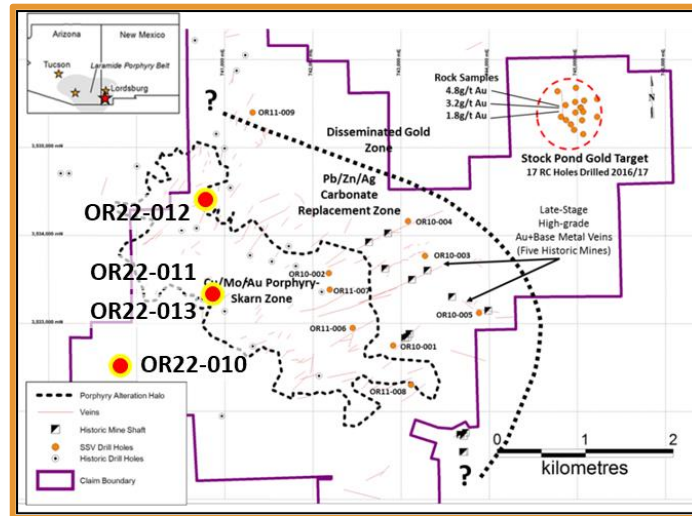 Arizona
New Mexico
Tucson
Laramide Porphyry Belt
Lordsburg
?
OR11-009
Disseminated Gold
Zone
Rock Samples
4.8g/t Au
3.2g/t Au
1.8g/t Au
N
Stock Pond Gold Target
17 RC Holes Drilled 2016/17
Pb/Zn/Ag
Carbonate
Replacement Zone
OR22-012
OR10-004
Late-Stage
High-grade
Au+Base Metal Veins
(Five Historic Mines)
OR10-003
OR22-011
Cu/Mo/Au Porphyry-
Skarn Zone
OR10-002
OR11-007
OR22-013
OR10-005
OR11-006
OR10-001
OR22-010
OR11-008
Porphyry Alteration Halo
Veins
Historic Mine Shaft
SSV Drill Holes
Historic Drill Holes
Claim Boundary
?
0 1 2
kilometres